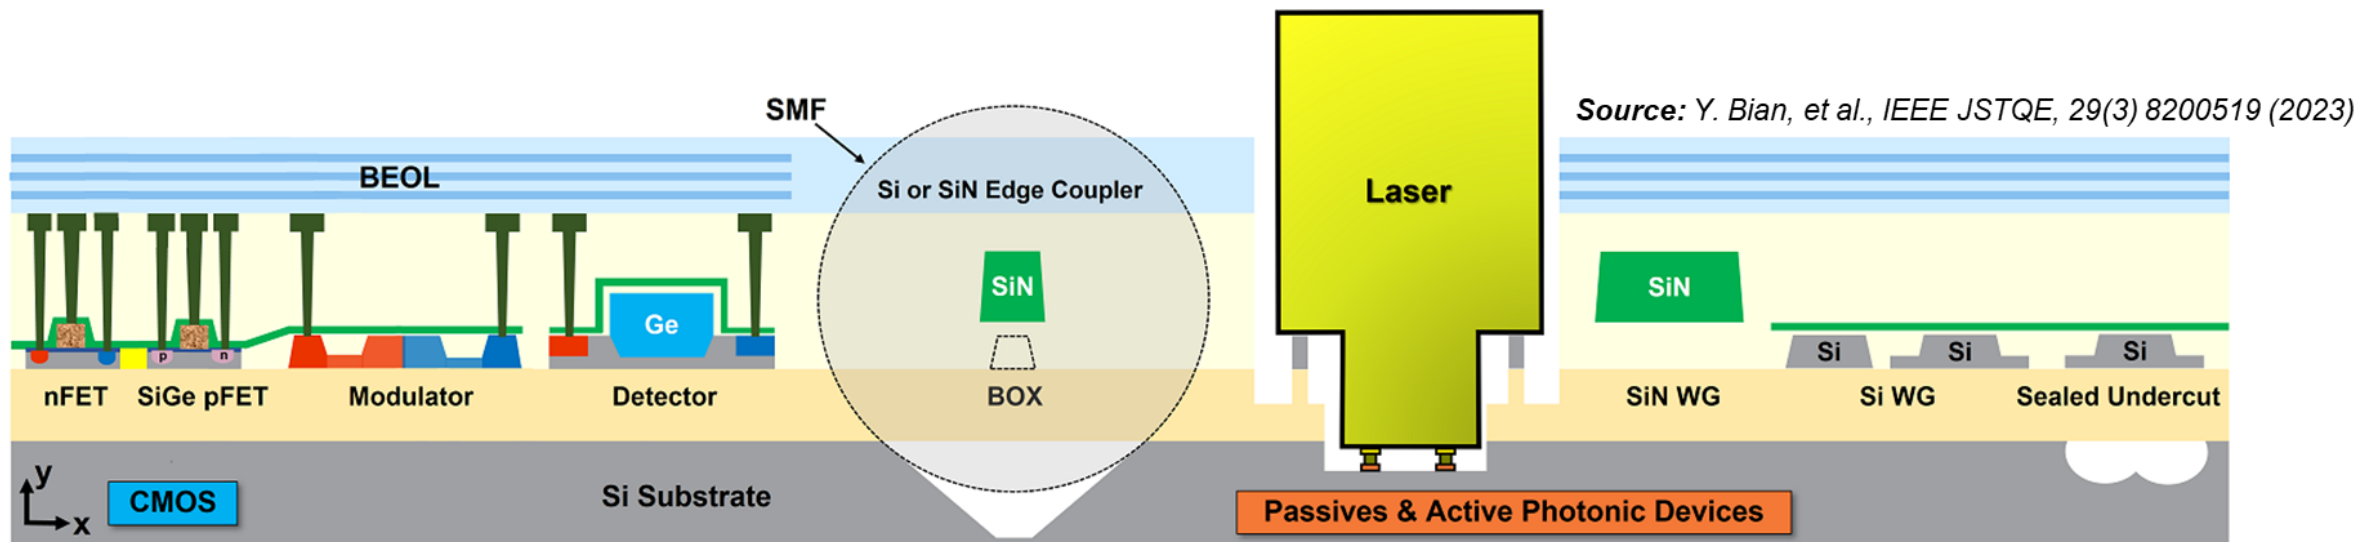 SMF
Source: Y. Bian, et al., IEEE JSTQE, 29(3) 8200519 (2023)
BEOL
Si or SiN Edge Coupler
Laser
SiN
SiN
Ge
p
n
Si
Si
Si
nFET
SiGe pFET
Modulator
Detector
BOX
SiN WG
Si WG
Sealed Undercut
y
x
CMOS
Si Substrate
Passives & Active Photonic Devices